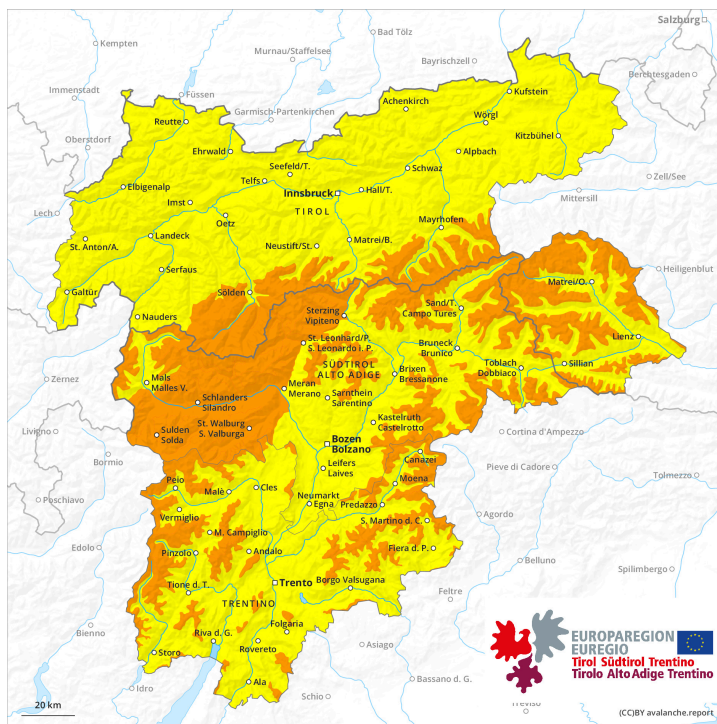 Salzburg
Kempten
Bad Tölz
Murnau/Staffelsee
Bayrischzell
Berchtesgaden
Immenstadt
Füssen
Garmisch-Partenkirchen
Achenkirch
Kufstein
Oberstdorf
Reutte
Wörgl
Kitzbühel
Ehrwald
Alpbach
Seefeld/T.
Schwaz
Zell/See
Elbigenalp
Telfs
Innsbruck
Hall/T.
Mittersill
Lech
Imst
TIROL
Oetz
Mayrhofen
St. Anton/A.
Landeck
Neustift/St.
Matrei/B.
Serfaus
Heiligenblut
Galtür
Sölden
Matrei/O.
Nauders
Sterzing
Vipiteno
Sand/T.
Campo Tures
St. Leonhard/P.
S. Leonardo i. P.
Bruneck
Brunico
Lienz
SÜDTIROL
ALTO ADIGE
Toblach
Dobbiaco
Sillian
Brixen
Bressanone
Zernez
Mals
Málles V.
Meran
Merano
Sarnthein
Sarentino
Schlanders
Silandro
Livigno
St. Walburg
S. Valburga
Kastelruth
Castelrotto
Sulden
Solda
Bozen
Bolzano
Cortina d'Ampezzo
Bormio
Leifers
Laives
Canazei
Pieve di Cadore
Tolmezzo
Poschiavo
Peio
Malè
Cles
Moena
Neumarkt
Egna
Predazzo
Vermiglio
Agordo
S. Martino d. C.
M. Campiglio
Edolo
Pinzolo
Andalo
Fiera d. P.
Belluno
Spilimbergo
Tione d. T.
Trento
Borgo Valsugana
Feltre
TRENTINO
Bienno
Folgaria
Riva d. G.
Rovereto
Asiago
Storo
Bassano d. G.
Idro
Ala
Schio
Treviso
20 km
EUROPAREGION
EUREGIO
Tirol Südtirol Trentino
Tirolo Alto Adige Trentino
(CC)BY avalanche.report